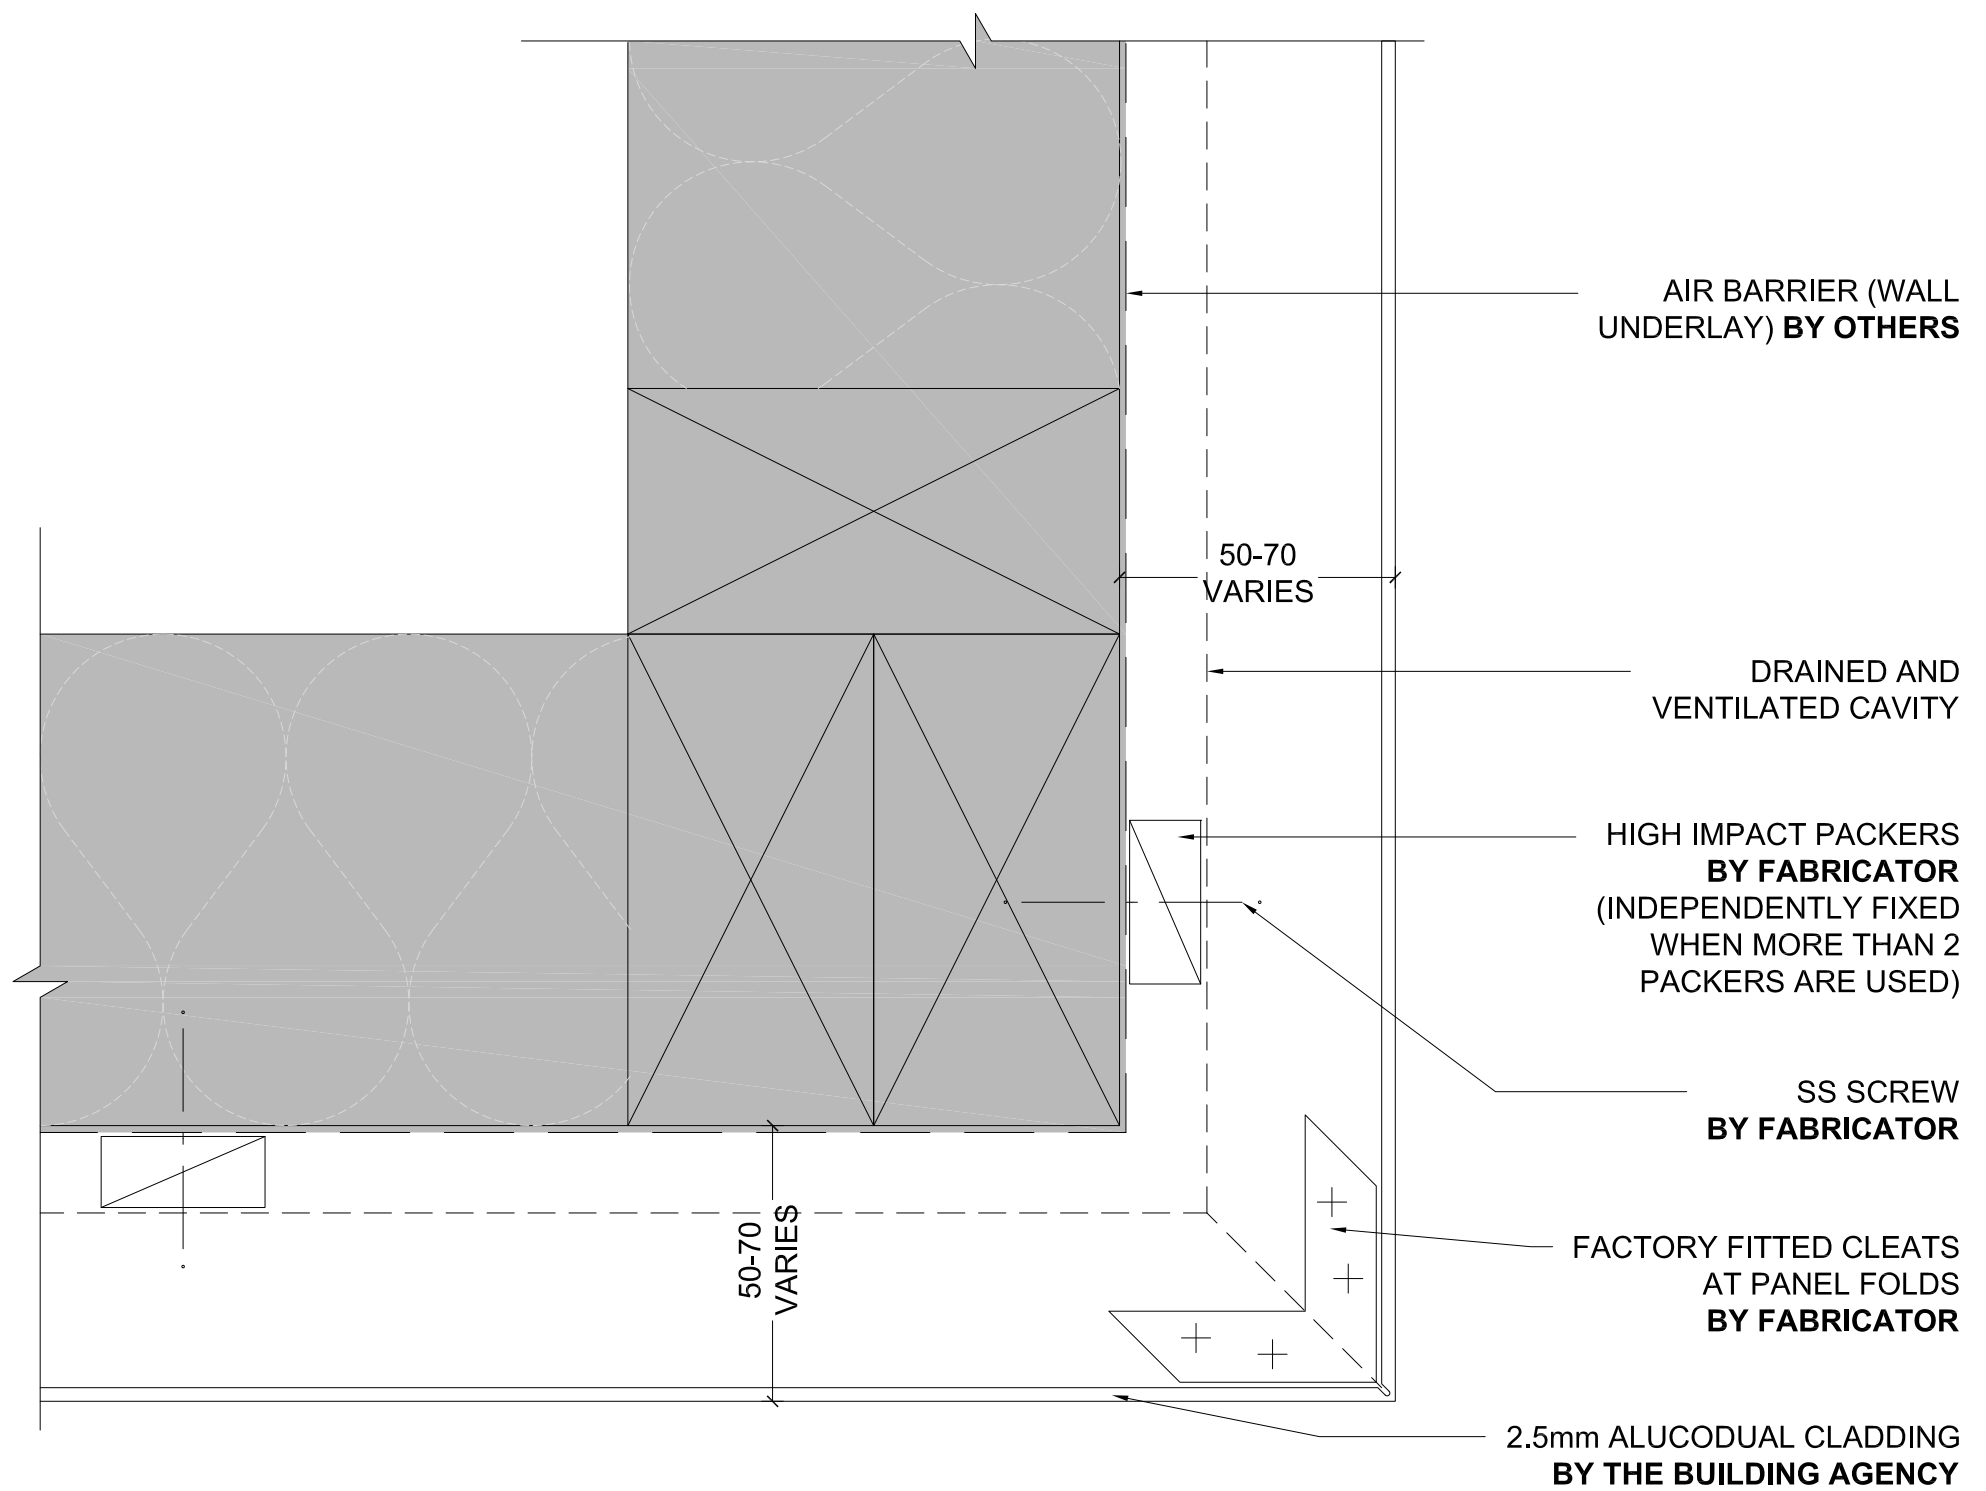 AIR BARRIER (WALL
UNDERLAY) BY OTHERS
50-70
VARIES
DRAINED AND
VENTILATED CAVITY
HIGH IMPACT PACKERS
BY FABRICATOR
(INDEPENDENTLY FIXED
WHEN MORE THAN 2
PACKERS ARE USED)
SS SCREW
BY FABRICATOR
50-70
VARIES
FACTORY FITTED CLEATS
AT PANEL FOLDS
BY FABRICATOR
2.5mm ALUCODUAL CLADDING
BY THE BUILDING AGENCY